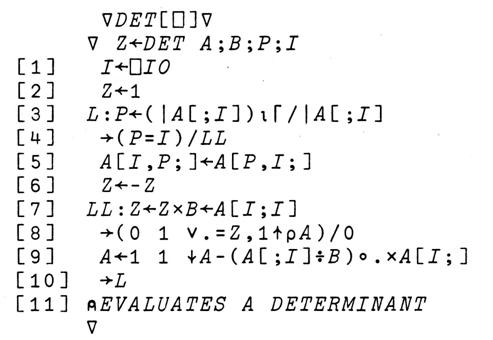 ∇DET[⎕]∇
∇ Z←DET A;B;P;I
[1] I←⎕IO
[2] Z←1
[3] L:P←(|A[;I])⍳⌈/|A[;I]
[4] →(P=I)/LL
[5] A[I,P;]←A[P,I;]
[6] Z←-Z
[7] LL:Z←Z×B←A[I;I]
[8] →(0 1 ∨.=Z,1↑⍴A)/0
[9] A←1 1 ↓A-(A[;I]÷B)∘.×A[I;]
[10] →L
[11] ⍝EVALUATES A DETERMINANT
∇